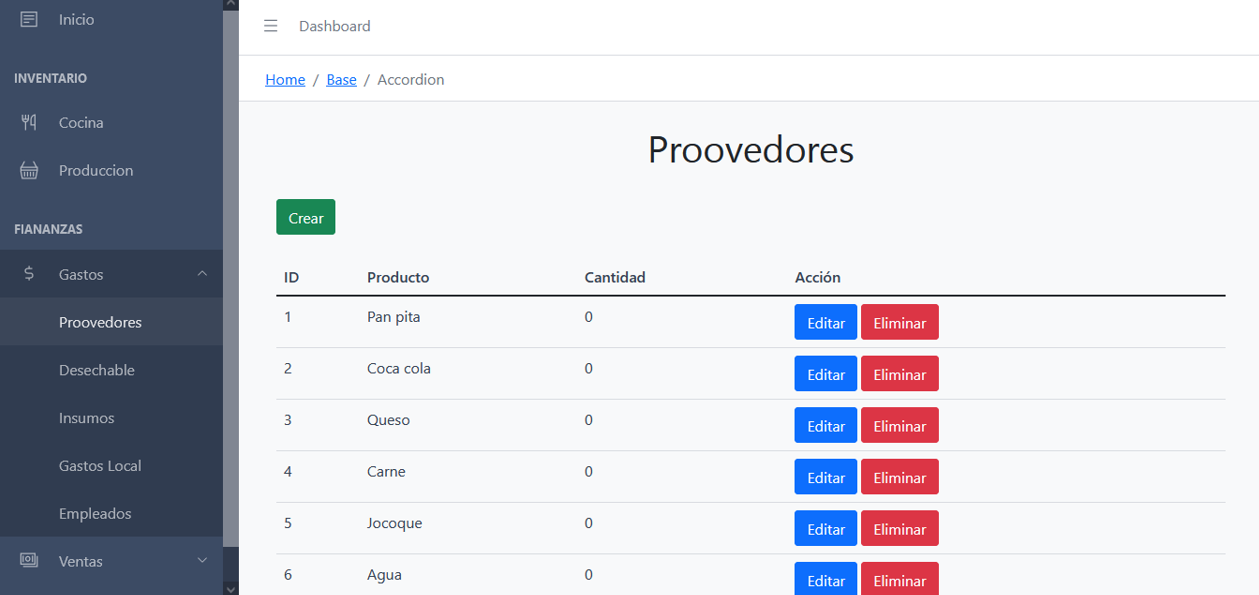 Inicio
INVENTARIO
Cocina
Produccion
FIANANZAS
$ Gastos
Proovedores
Desechable
Insumos
Gastos Local
Empleados
Ventas
Dashboard
Home / Base / Accordion
Proovedores
Crear
ID Producto Cantidad Acción
1 Pan pita 0 Editar Eliminar
2 Coca cola 0 Editar Eliminar
3 Queso 0 Editar Eliminar
4 Carne 0 Editar Eliminar
5 Jocoque 0 Editar Eliminar
6 Agua 0 Editar Eliminar